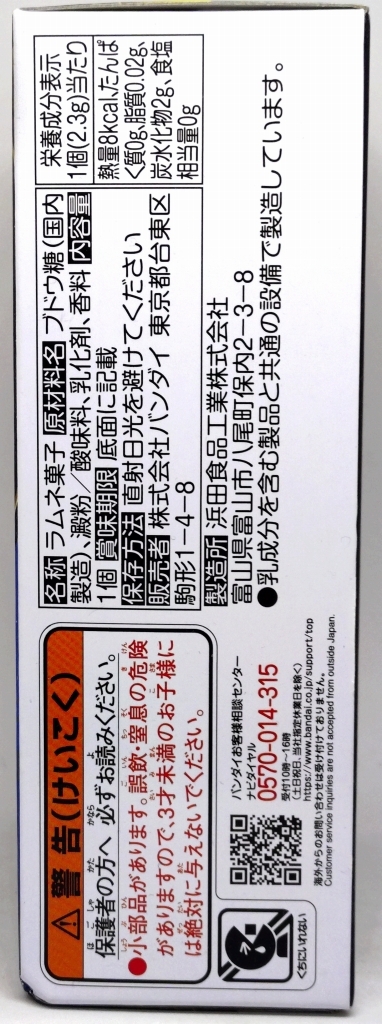 名称 ラムネ菓子 原材料名 ブドウ糖(国内
製造)、澱粉/酸味料、乳化剤、香料 内容量
1個 賞味期限 底面に記載
保存方法 直射日光を避けてください
販売者 株式会社バンダイ 東京都台東区
駒形1-4-8
栄養成分表示
1個(2.3g)当たり
熱量8kcal、たんぱ
く質0g、脂質0.02g、
炭水化物2g、食塩
相当量0g
製造所 浜田食品工業株式会社
富山県富山市八尾町保内2-3-8
●乳成分を含む製品と共通の設備で製造しています。
警告(けいこく)
保護者の方へ 必ずお読みください。
●小部品があります。誤飲・窒息の危険
がありますので、3才未満のお子様に
は絶対に与えないでください。
くちにいれない
バンダイお客様相談センター
ナビダイヤル
0570-014-315
受付10時~16時
(土日祝日、当社指定休業日を除く)
https://www.bandai.co.jp/support/top
海外からのお問い合わせは受け付けておりません。
Customer service inquiries are not accepted from outside Japan.